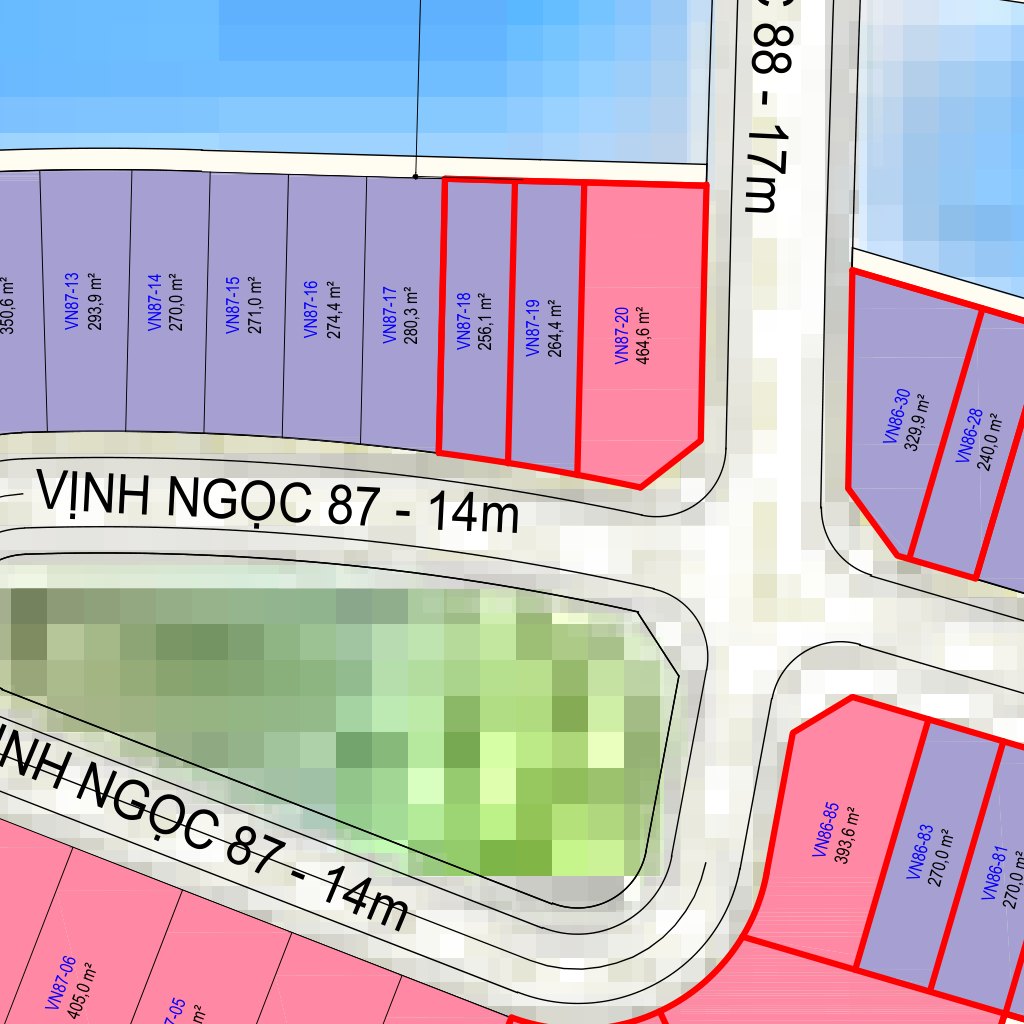 88 - 17m
350,6 m²
VN87-13
293,9 m²
VN87-14
270,0 m²
VN87-15
271,0 m²
VN87-16
274,4 m²
VN87-17
280,3 m²
VN87-18
256,1 m²
VN87-19
264,4 m²
VN87-20
464,6 m²
VN86-30
329,9 m²
VN86-28
240,0 m²
VỊNH NGỌC 87 - 14m
ỊNH NGỌC 87 - 14m
VN86-85
393,6 m²
VN86-83
270,0 m²
VN86-81
270,0 m²
VN87-06
405,0 m²
7-05
m²